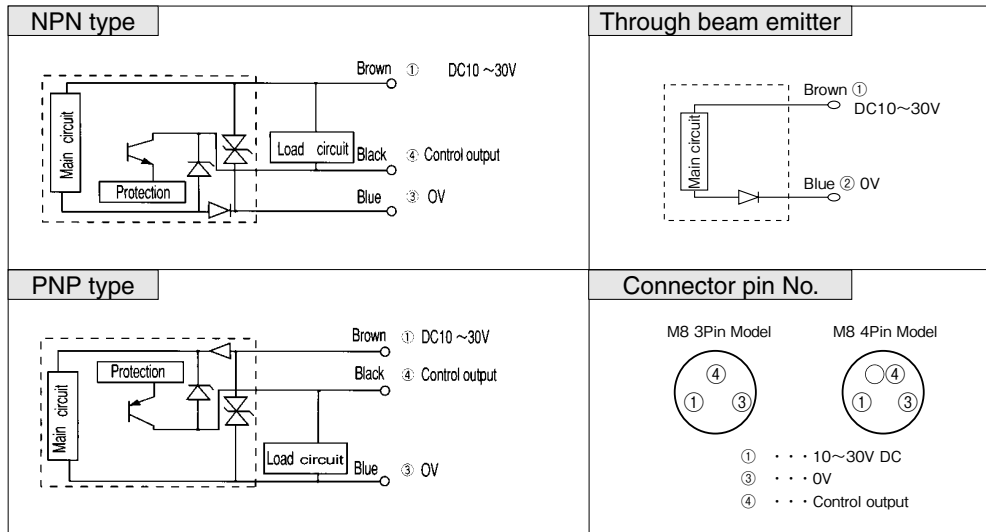 NPN type
Brown ① DC10 ~30V
Main circuit
Load circuit
Black ④ Control output
Protection
Blue ③ OV
Through beam emitter
Brown ①
DC10~30V
Main circuit
Blue ② 0V
PNP type
Brown ① DC10 ~30V
Protection
Black ④ Control output
Main circuit
Load circuit
Blue ③ OV
Connector pin No.
M8 3Pin Model
M8 4Pin Model
④
① ③
④
① ③
① ・・・10~30V DC
③ ・・・0V
④ ・・・Control output